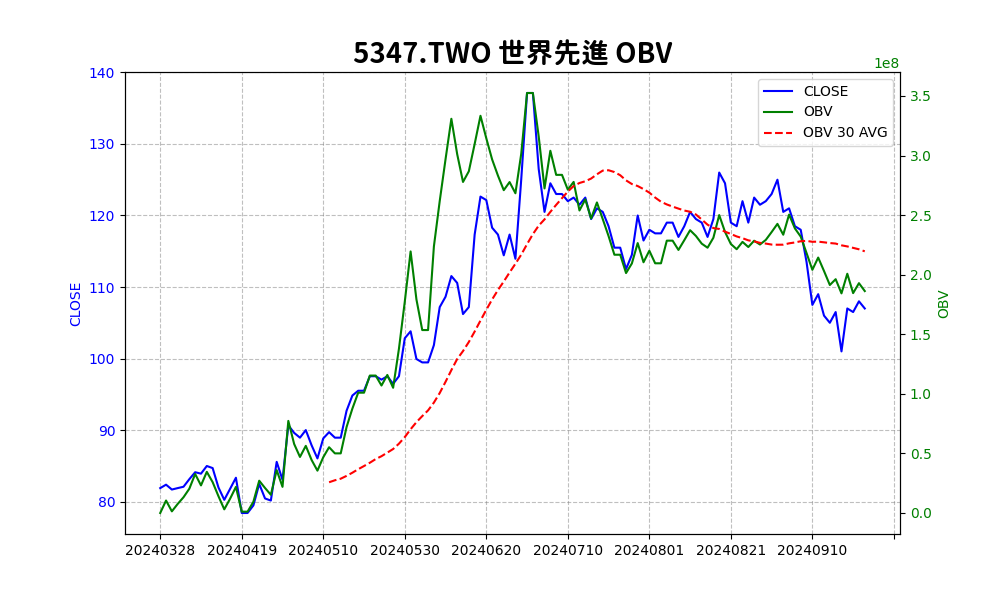 5347.TWO 世界先進 OBV
1e8
CLOSE
OBV
OBV 30 AVG
140
130
120
110
100
90
80
CLOSE
3.5
3.0
2.5
2.0
1.5
1.0
0.5
0.0
OBV
20240328 20240419 20240510 20240530 20240620 20240710 20240801 20240821 20240910